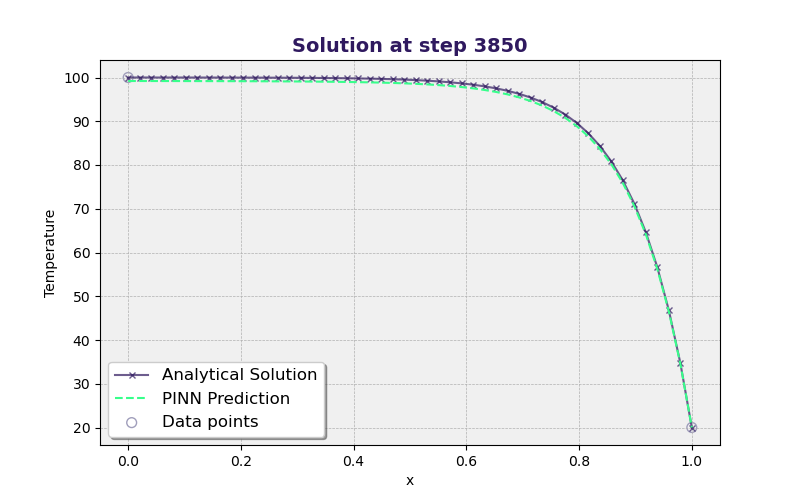 Solution at step 3850
Temperature
100
90
80
70
60
50
40
30
20
Analytical Solution
PINN Prediction
Data points
0.0 0.2 0.4 0.6 0.8 1.0
x